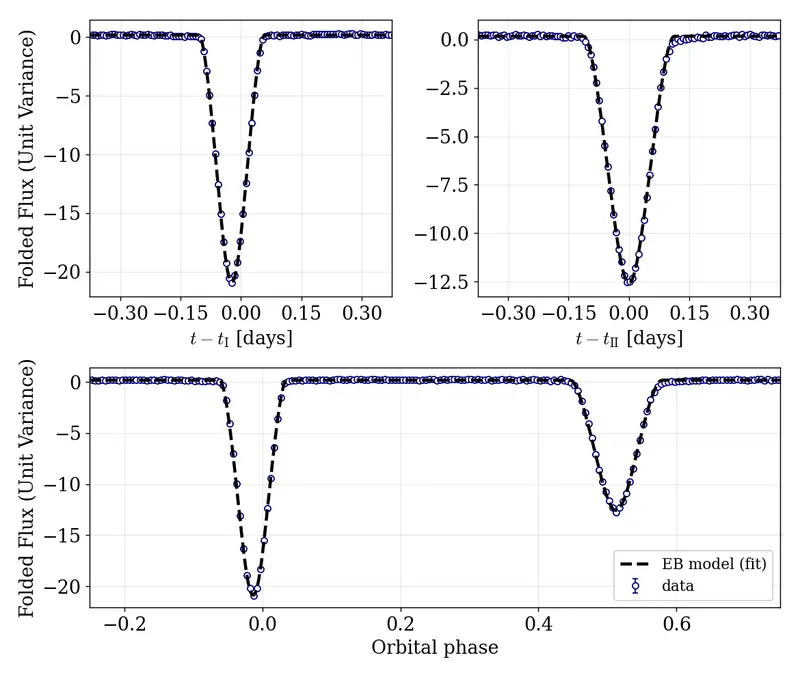 Folded Flux (Unit Variance)
0
−5
−10
−15
−20
−0.30 −0.15 0.00 0.15 0.30
t − t_I [days]
0.0
−2.5
−5.0
−7.5
−10.0
−12.5
−0.30 −0.15 0.00 0.15 0.30
t − t_II [days]
Folded Flux (Unit Variance)
0
−5
−10
−15
−20
−0.2 0.0 0.2 0.4 0.6
Orbital phase
EB model (fit)
data